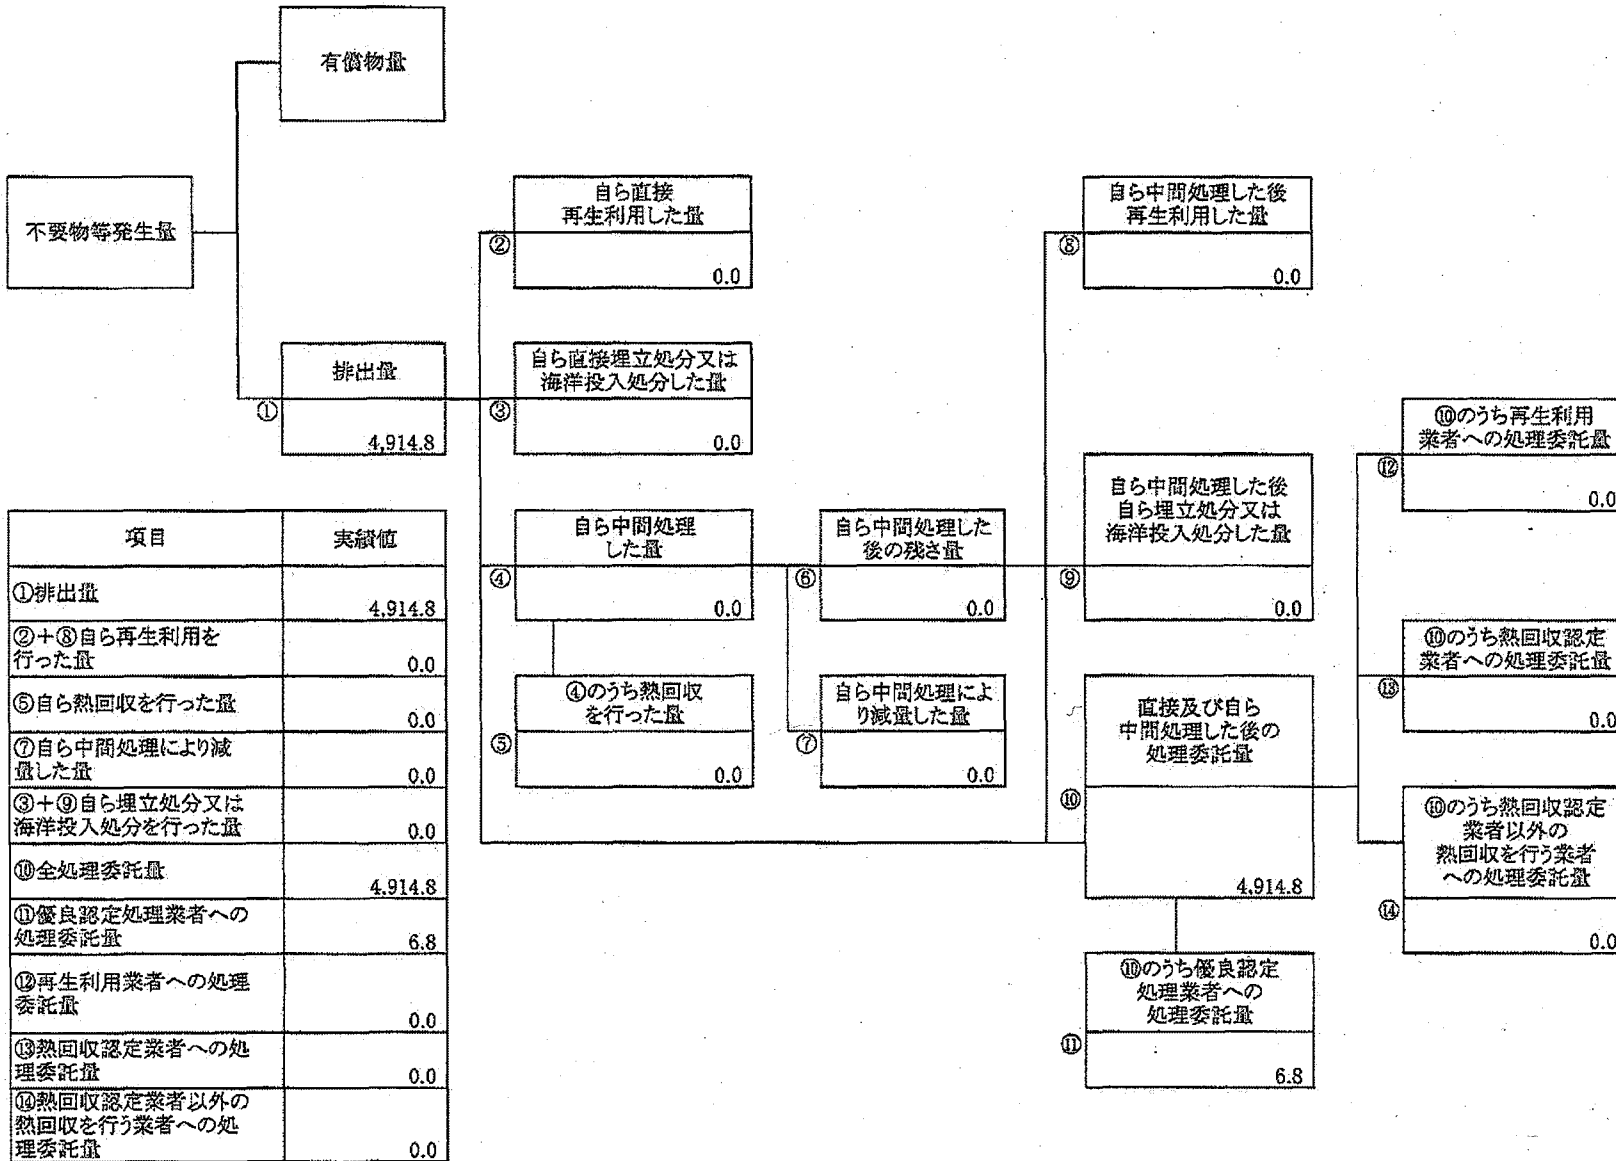 有償物量
不要物等発生量
自ら直接
再生利用した量
②
0.0
自ら中間処理した後
再生利用した量
⑧
0.0
排出量
①
4,914.8
自ら直接埋立処分又は
海洋投入処分した量
③
0.0
⑩のうち再生利用
業者への処理委託量
⑫
0.0
自ら中間処理
した量
④
0.0
自ら中間処理した
後の残さ量
⑥
0.0
自ら中間処理した後
自ら埋立処分又は
海洋投入処分した量
⑨
0.0
⑩のうち熱回収認定
業者への処理委託量
⑬
0.0
④のうち熱回収
を行った量
⑤
0.0
自ら中間処理によ
り減量した量
⑦
0.0
直接及び自ら
中間処理した後の
処理委託量
⑩
4,914.8
⑩のうち熱回収認定
業者以外の
熱回収を行う業者
への処理委託量
⑭
0.0
⑩のうち優良認定
処理業者への
処理委託量
⑪
6.8
項目 実績値
①排出量 4,914.8
②+⑧自ら再生利用を
行った量 0.0
⑤自ら熱回収を行った量 0.0
⑦自ら中間処理により減
量した量 0.0
③+⑨自ら埋立処分又は
海洋投入処分を行った量 0.0
⑩全処理委託量 4,914.8
⑪優良認定処理業者への
処理委託量 6.8
⑫再生利用業者への処理
委託量 0.0
⑬熱回収認定業者への処
理委託量 0.0
⑭熱回収認定業者以外の
熱回収を行う業者への処
理委託量 0.0